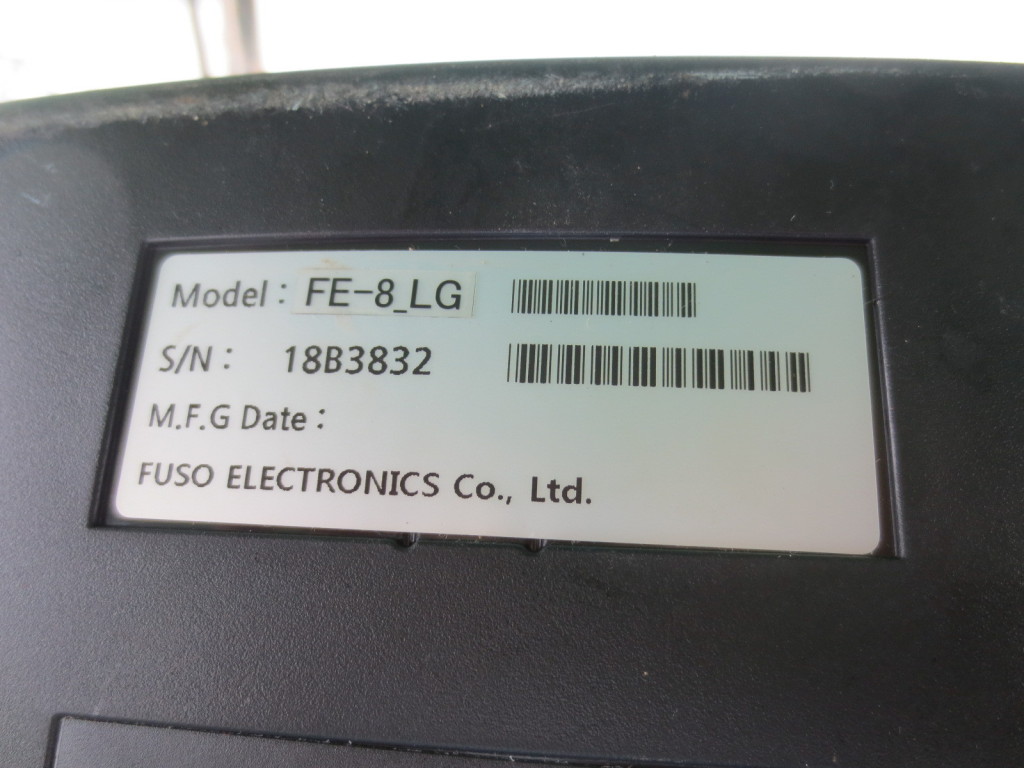 Model : FE-8_LG
S/N : 18B3832
M.F.G Date :
FUSO ELECTRONICS Co., Ltd.